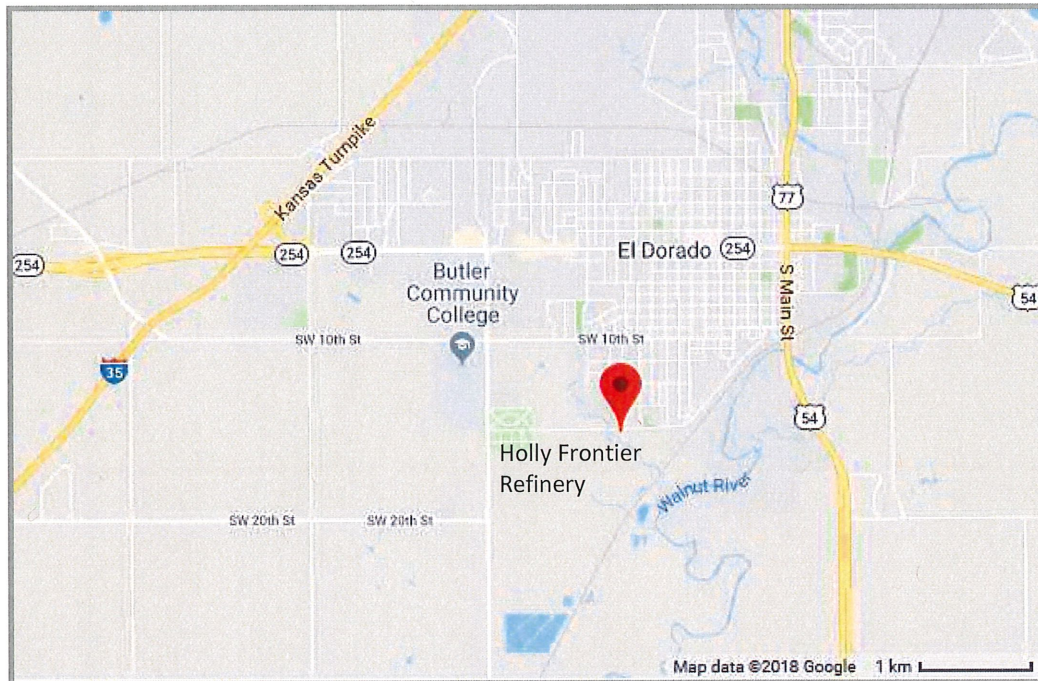 Kansas Turnpike
77
254
254
254
El Dorado
254
54
Butler
Community
College
S Main St
SW 10th St
SW 10th St
35
54
Holly Frontier
Refinery
Walnut River
SW 20th St
SW 20th St
Map data ©2018 Google
1 km